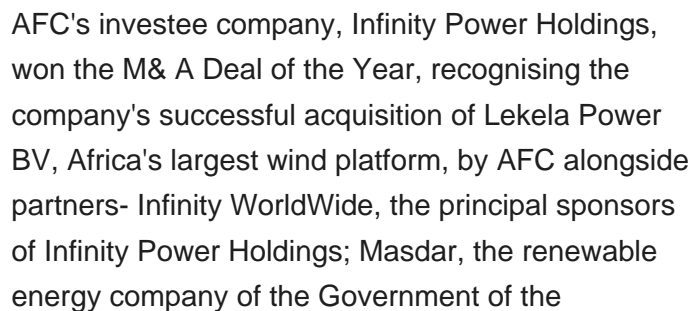 AFC's investee company, Infinity Power Holdings,
won the M& A Deal of the Year, recognising the
company's successful acquisition of Lekela Power
BV, Africa's largest wind platform, by AFC alongside
partners- Infinity WorldWide, the principal sponsors
of Infinity Power Holdings; Masdar, the renewable
energy company of the Government of the